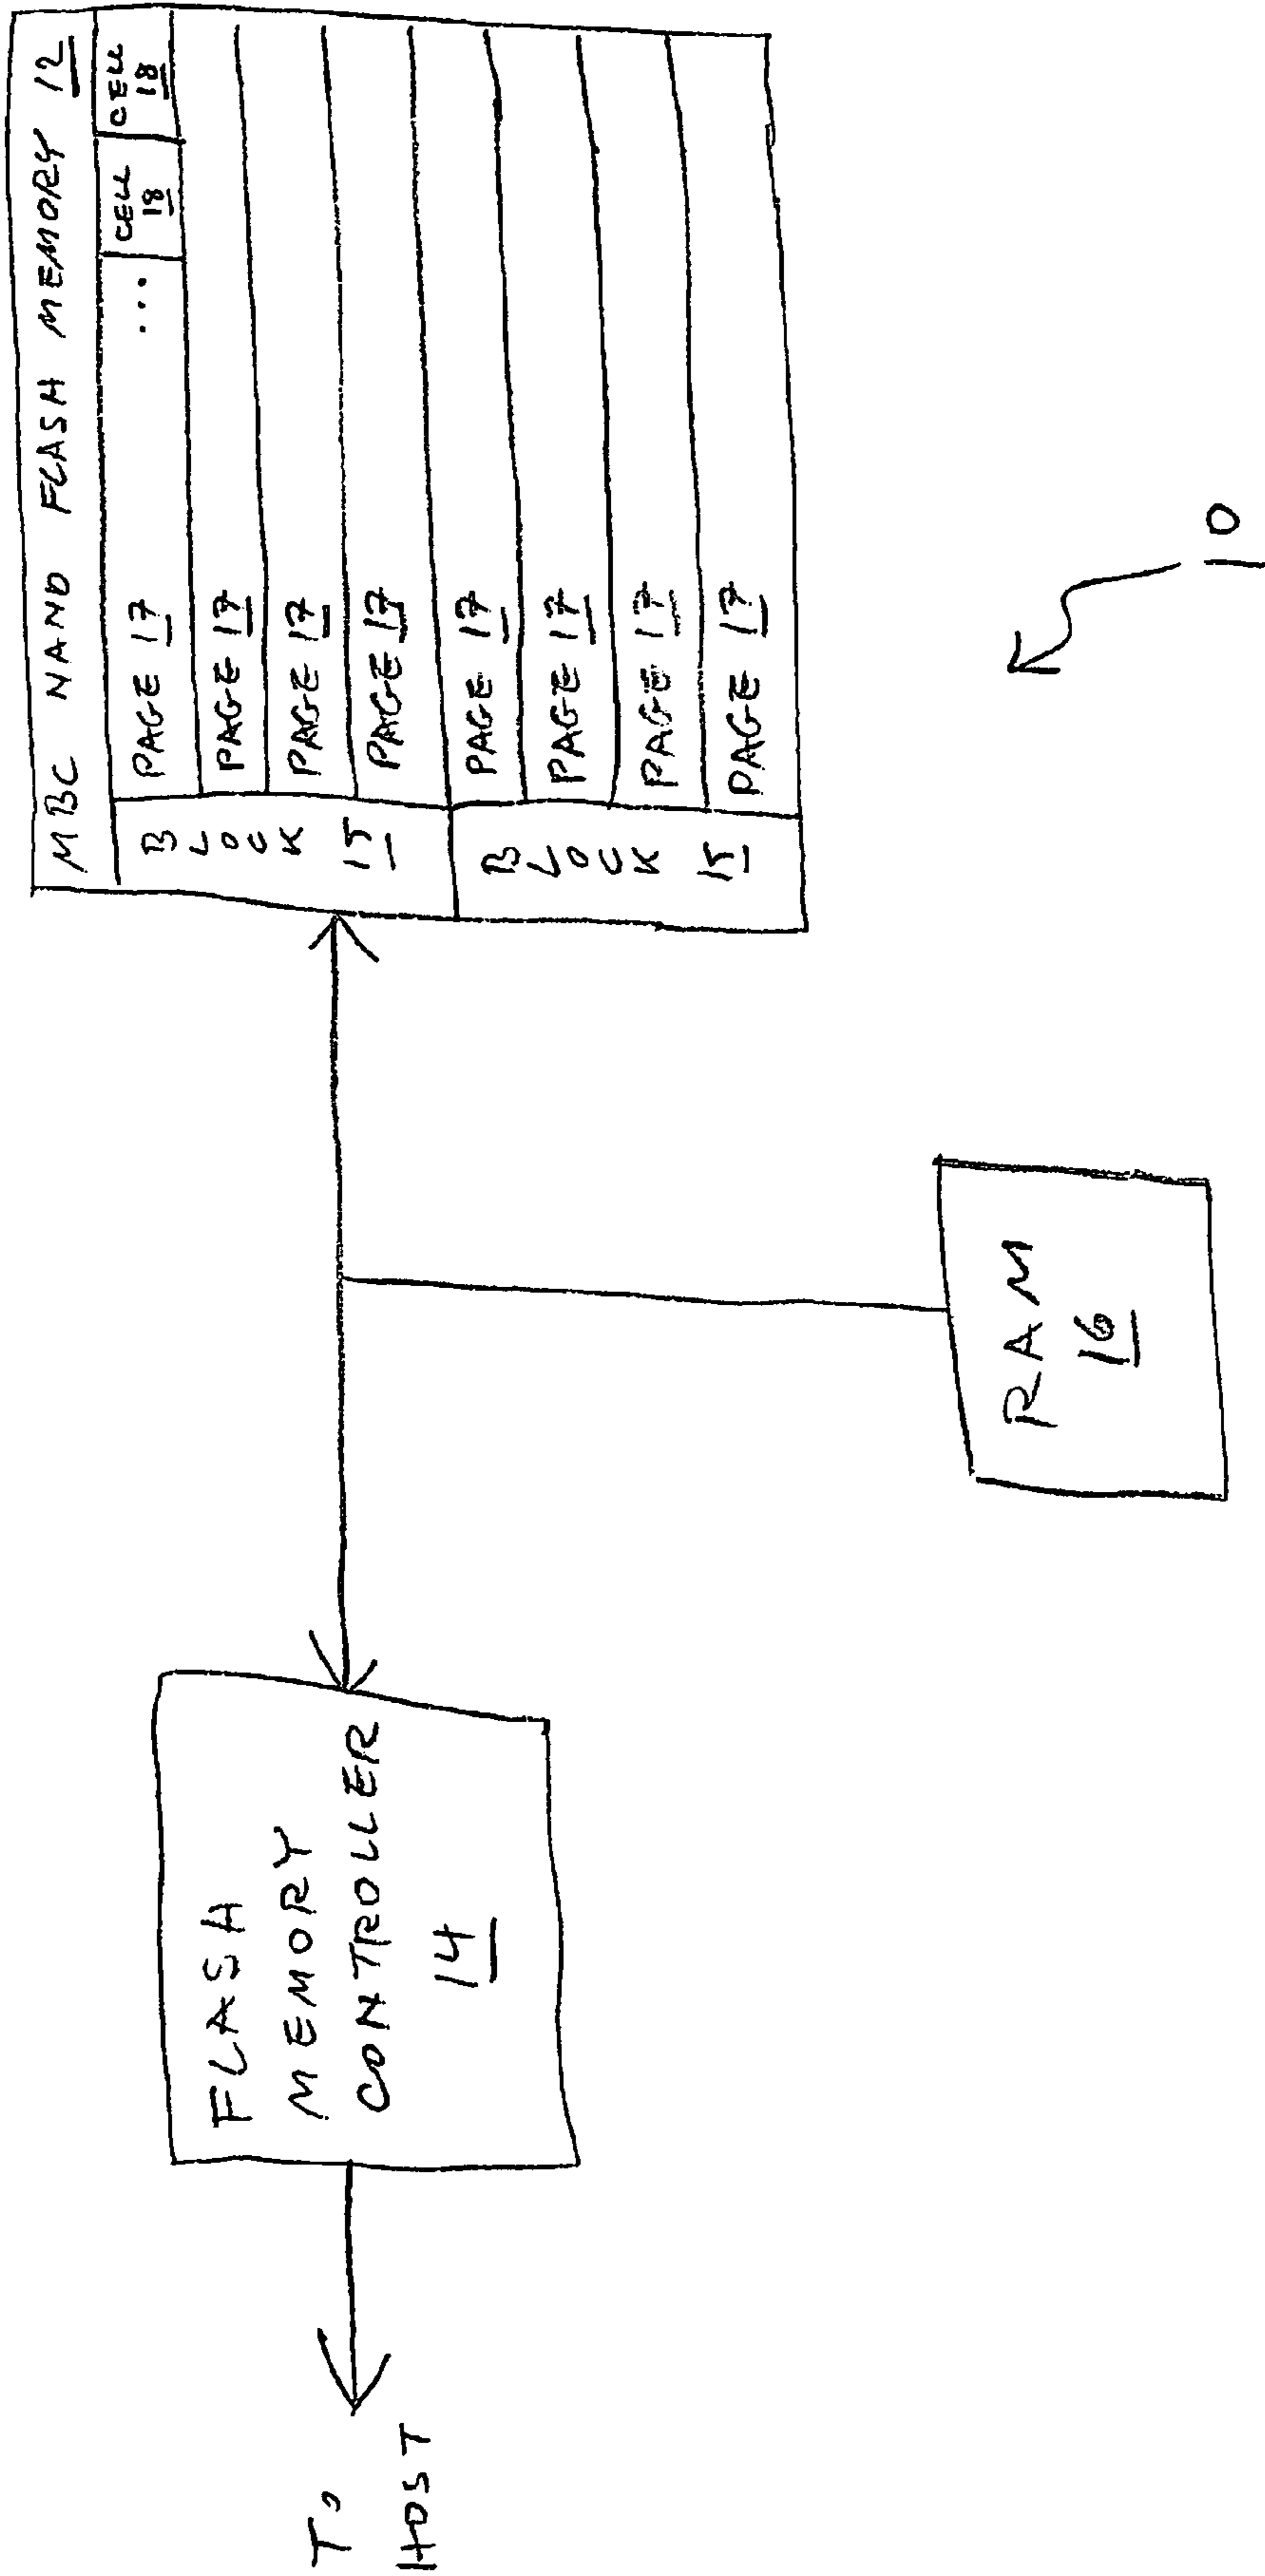 TO
HOST
FLASH
MEMORY
CONTROLLER
14
RAM
16
MBC NAND FLASH MEMORY 12
BLOCK
15
PAGE 17 ... CELL 18 CELL 18
PAGE 17
PAGE 17
PAGE 17
BLOCK
15
PAGE 17
PAGE 17
PAGE 17
PAGE 17
10